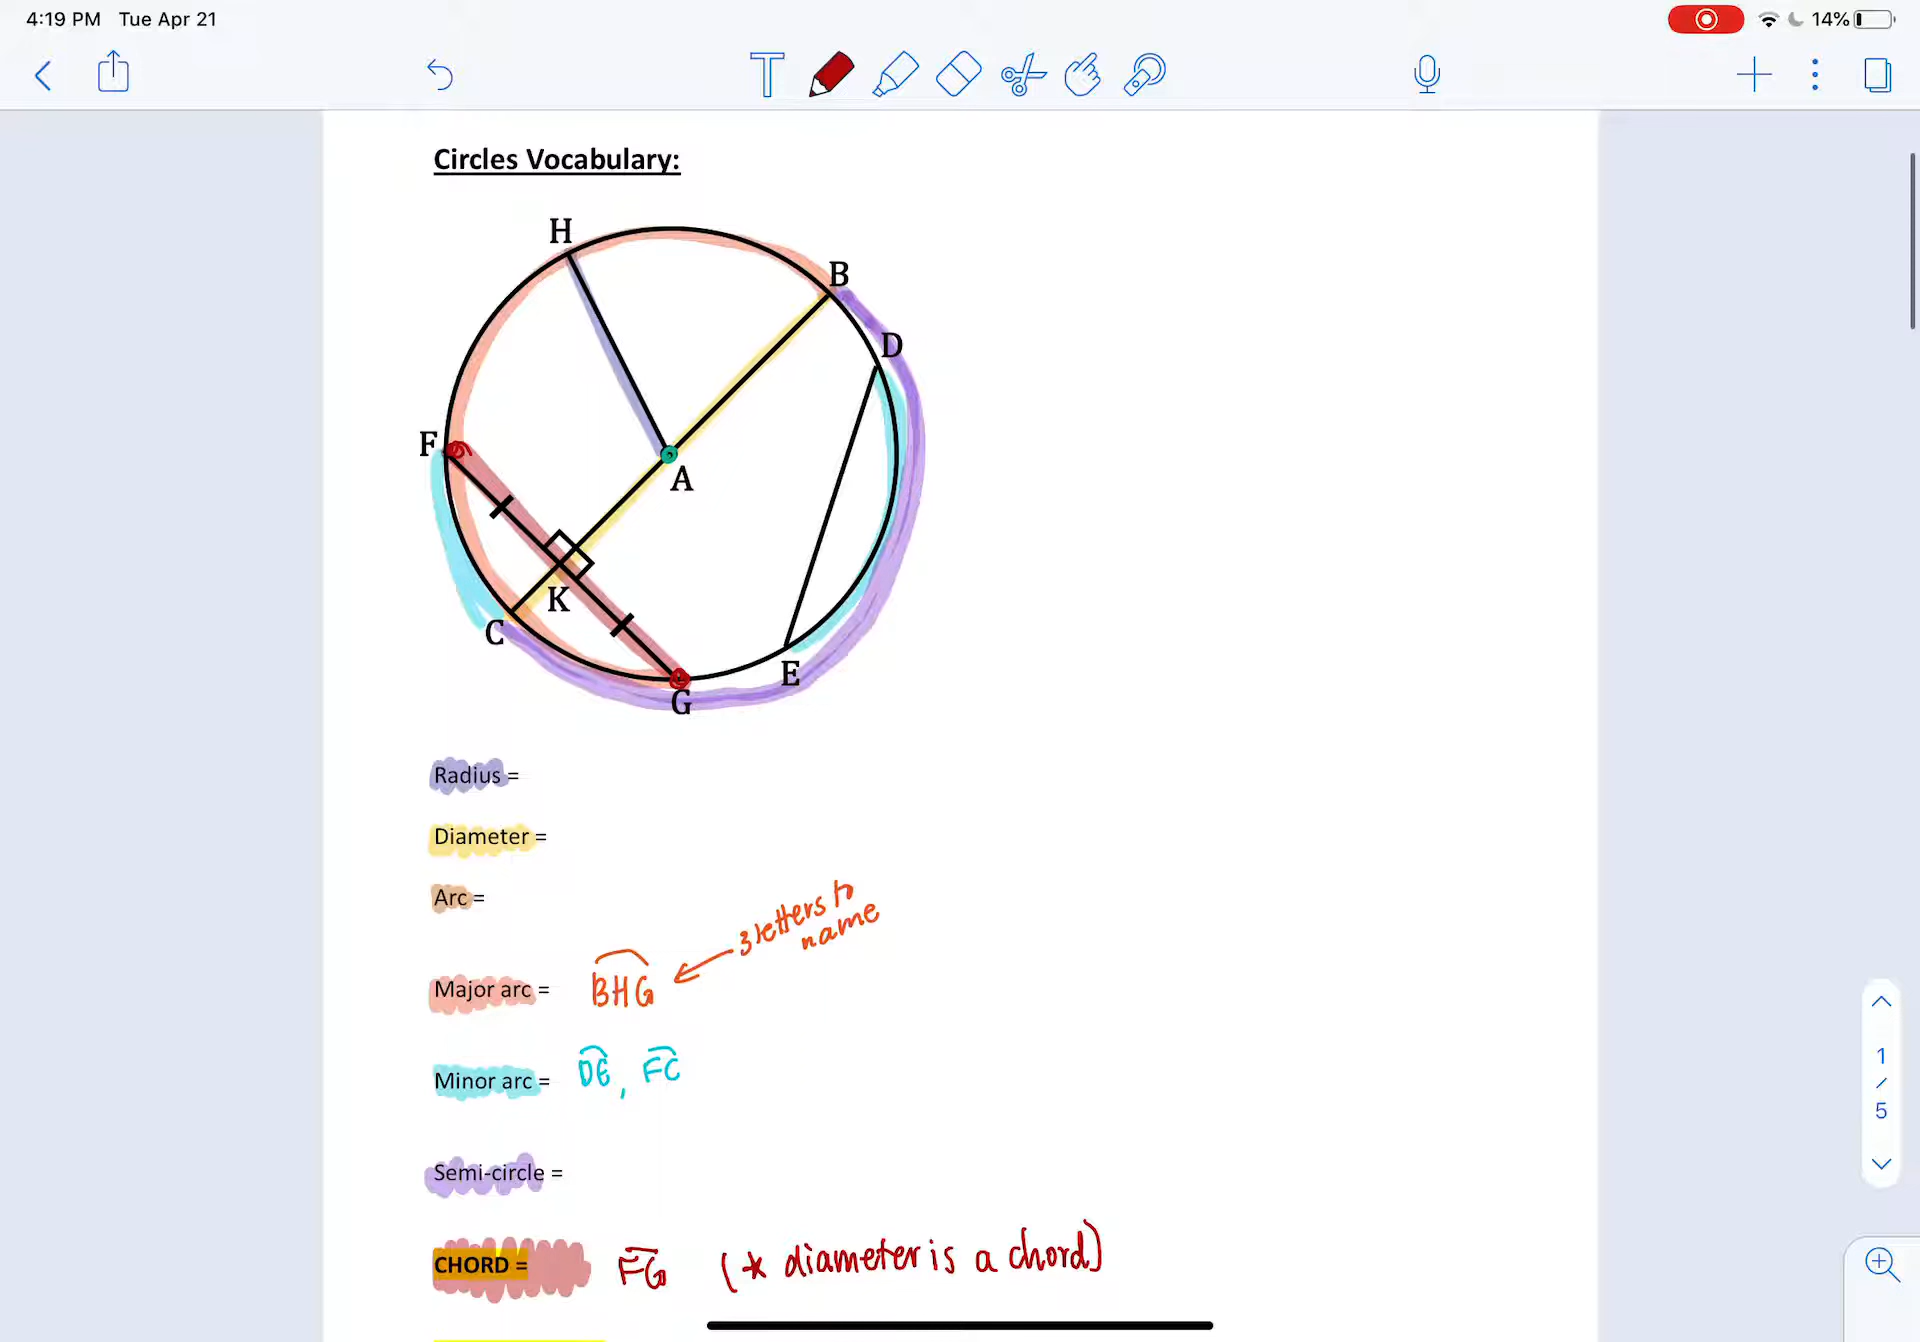 4:19 PM Tue Apr 21
14%
T
Circles Vocabulary:
H
B
D
F
A
K
C
E
G
Radius =
Diameter =
Arc =
3 letters to
name
Major arc = BHG
Minor arc = DE, FC
Semi-circle =
CHORD = FG (* diameter is a chord)
1
/
5